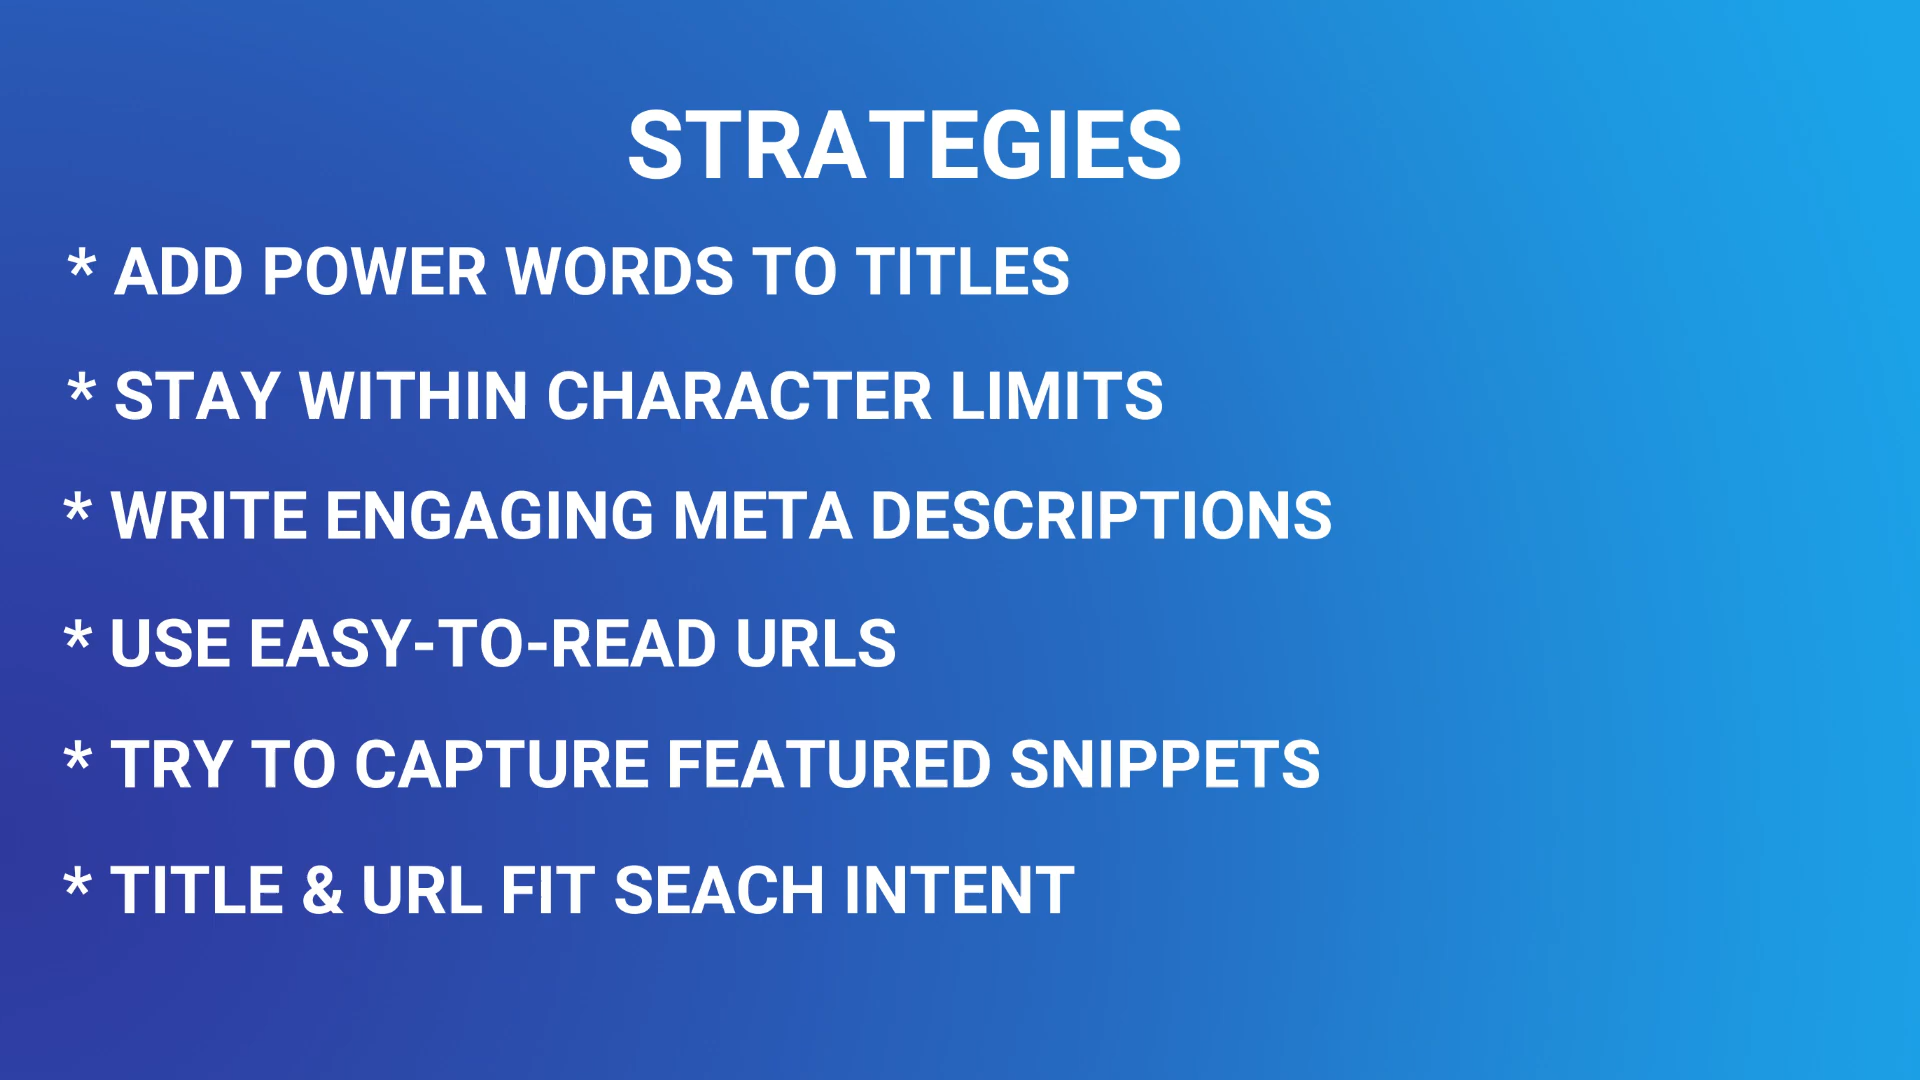 STRATEGIES
* ADD POWER WORDS TO TITLES
* STAY WITHIN CHARACTER LIMITS
* WRITE ENGAGING META DESCRIPTIONS
* USE EASY-TO-READ URLS
* TRY TO CAPTURE FEATURED SNIPPETS
* TITLE & URL FIT SEACH INTENT